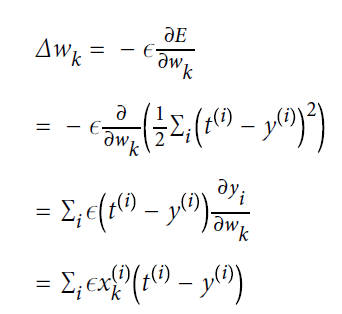 Δw_k = − ϵ ∂E/∂w_k
= − ϵ ∂/∂w_k (1/2 Σ_i (t^(i) − y^(i))^2)
= Σ_i ϵ(t^(i) − y^(i)) ∂y_i/∂w_k
= Σ_i ϵx_k^(i) (t^(i) − y^(i))